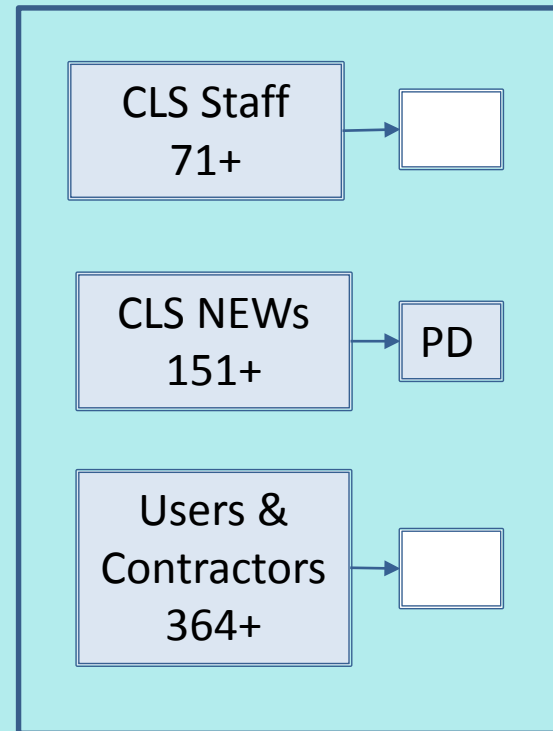 CLS Staff
71+
CLS NEWs
151+
PD
Users &
Contractors
364+